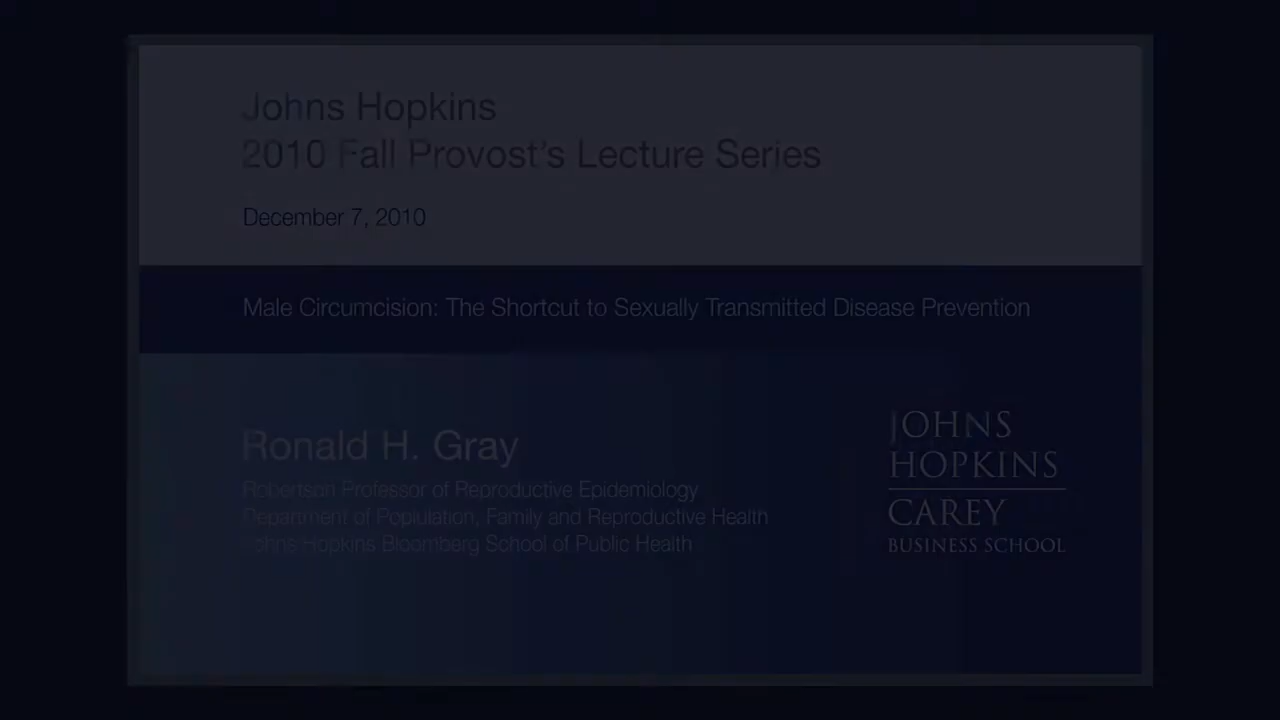 Johns Hopkins
2010 Fall Provost's Lecture Series
December 7, 2010
Male Circumcision: The Shortcut to Sexually Transmitted Disease Prevention
Ronald H. Gray
Robertson Professor of Reproductive Epidemiology
Department of Poplulation, Family and Reproductive Health
Johns Hopkins Bloomberg School of Public Health
JOHNS
HOPKINS
CAREY
BUSINESS SCHOOL